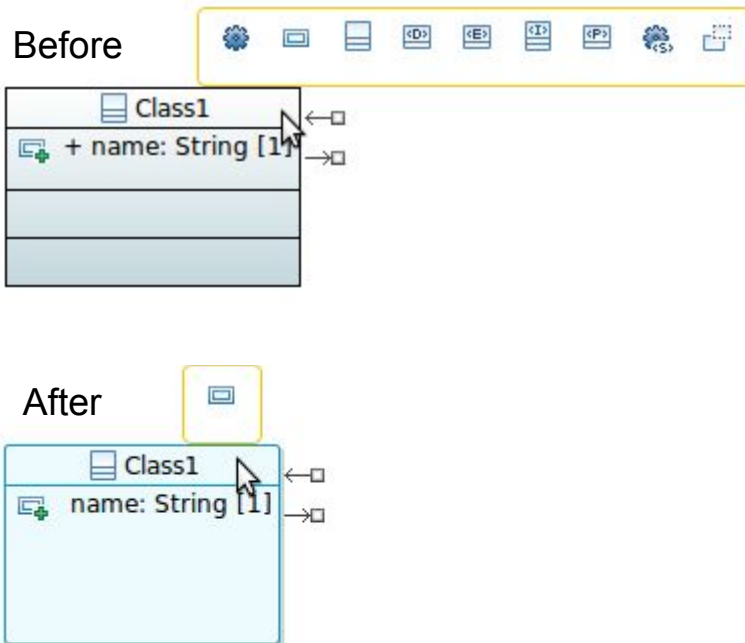 Before
<D> <E> <I> <P> <S>
Class1
+ name: String [1]
After
Class1
name: String [1]